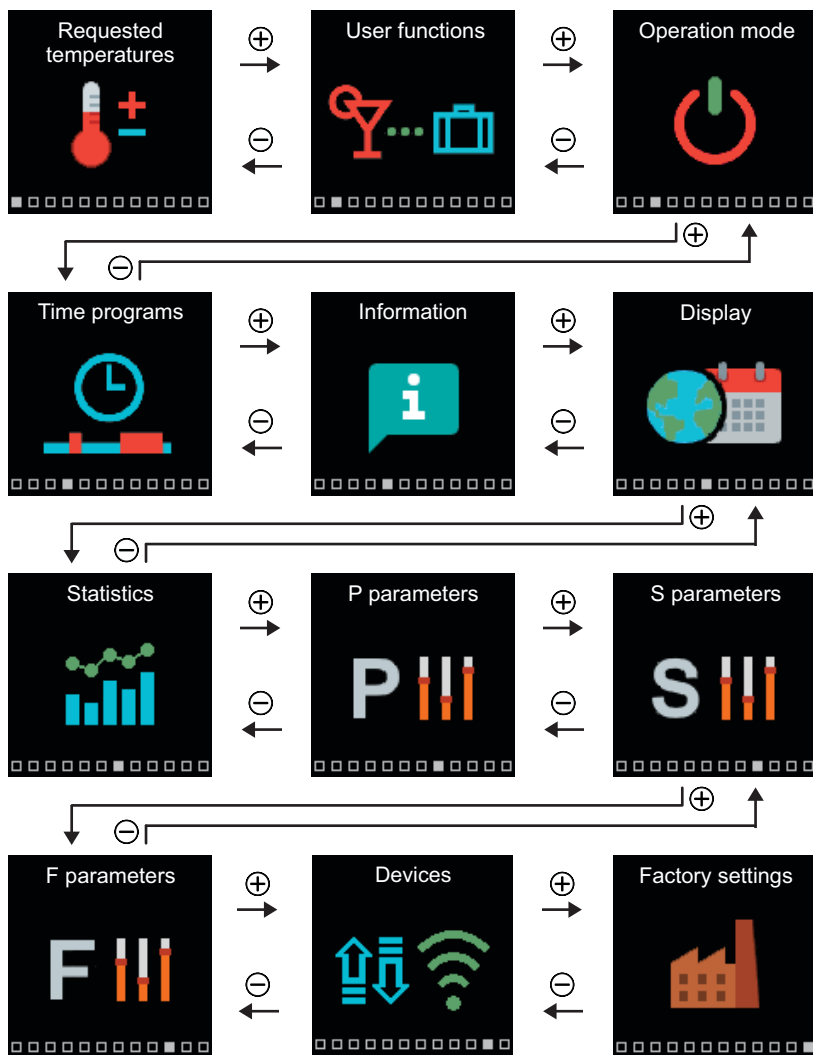 Requested
temperatures
User functions
Operation mode
Time programs
Information
i
Display
Statistics
P parameters
P
S parameters
S
F parameters
F
Devices
Factory settings